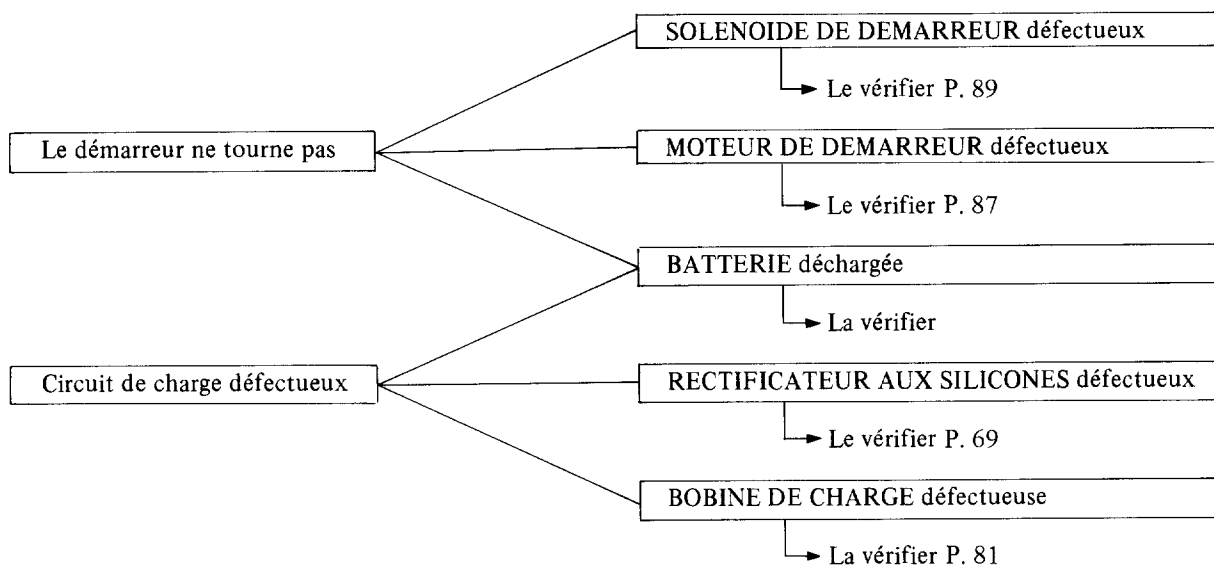 SOLENOIDE DE DEMARREUR défectueux
Le vérifier P. 89
Le démarreur ne tourne pas
MOTEUR DE DEMARREUR défectueux
Le vérifier P. 87
BATTERIE déchargée
La vérifier
Circuit de charge défectueux
RECTIFICATEUR AUX SILICONES défectueux
Le vérifier P. 69
BOBINE DE CHARGE défectueuse
La vérifier P. 81